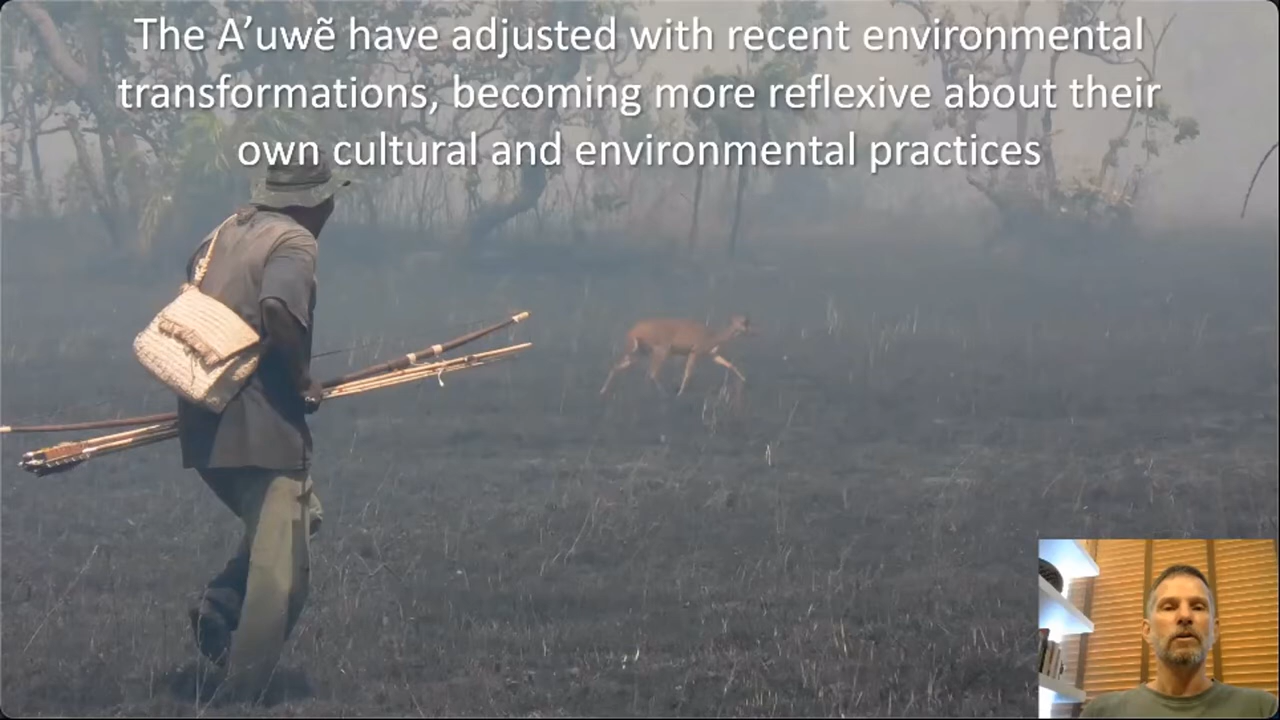 The A’uwẽ have adjusted with recent environmental
transformations, becoming more reflexive about their
own cultural and environmental practices